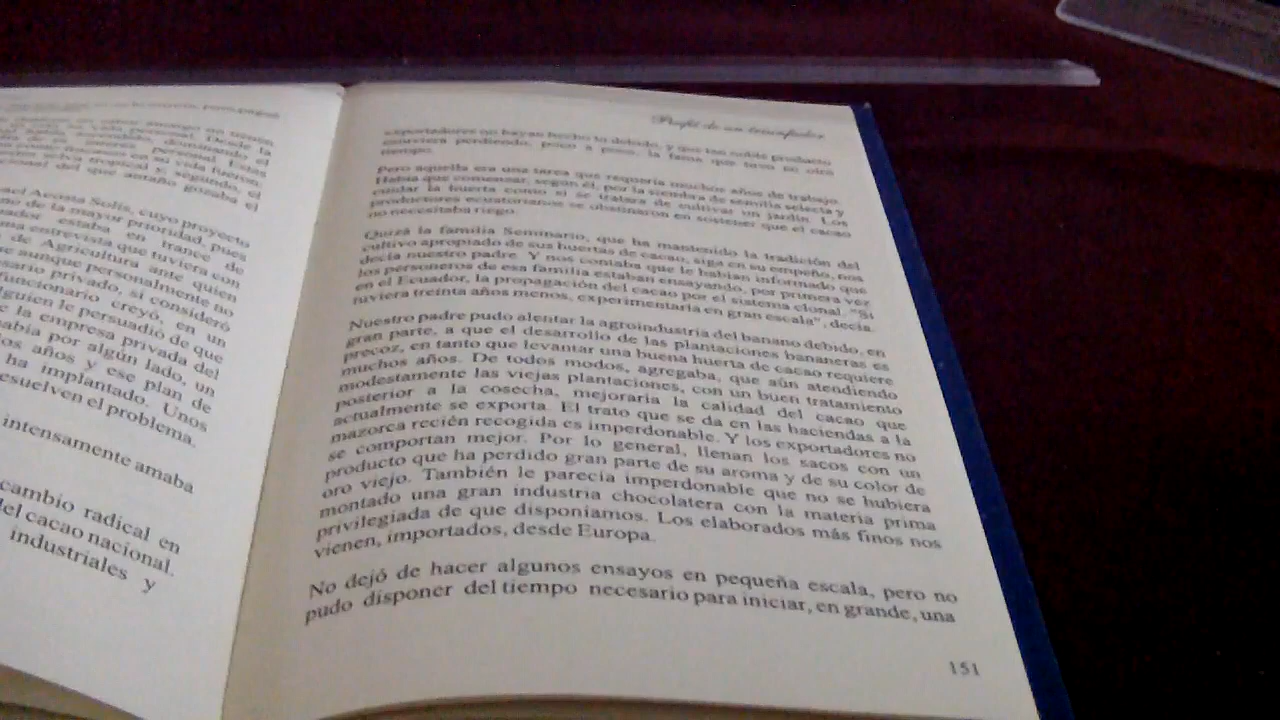 ael Acosta Solís, cuyo proyecto
no de la mayor prioridad, pues
ador estaba en trance de
na entrevista que tuviera con
de Agricultura ante quien
e aunque personalmente no
sario privado, sí consideró
funcionario creyó, en un
lguien le persuadió de que
e la empresa privada del
abía por algún lado, un
os años y ese plan de
ha implantado. Unos
esuelven el problema.
intensamente amaba
cambio radical en
del cacao nacional.
industriales y
Perfil de un triunfador
exportadores no hayan hecho lo debido, y que tan noble producto
estuviera perdiendo, poco a poco, la fama que tuvo en otro
tiempo.
Pero aquella era una tarea que requería muchos años de trabajo.
Había que comenzar, según él, por la siembra de semilla selecta y
cuidar la huerta como si se tratara de cultivar un jardín. Los
productores ecuatorianos se obstinaron en sostener que el cacao
no necesitaba riego.
Quizá la familia Seminario, que ha mantenido la tradición del
cultivo apropiado de sus huertas de cacao, siga en su empeño, nos
decía nuestro padre. Y nos contaba que le habían informado que
los personeros de esa familia estaban ensayando, por primera vez
en el Ecuador, la propagación del cacao por el sistema clonal. "Si
tuviera treinta años menos, experimentaría en gran escala", decía.
Nuestro padre pudo alentar la agroindustria del banano debido, en
gran parte, a que el desarrollo de las plantaciones bananeras es
precoz, en tanto que levantar una buena huerta de cacao requiere
muchos años. De todos modos, agregaba, que aún atendiendo
modestamente las viejas plantaciones, con un buen tratamiento
posterior a la cosecha, mejoraría la calidad del cacao que
actualmente se exporta. El trato que se da en las haciendas a la
mazorca recién recogida es imperdonable. Y los exportadores no
se comportan mejor. Por lo general, llenan los sacos con un
producto que ha perdido gran parte de su aroma y de su color de
oro viejo. También le parecía imperdonable que no se hubiera
montado una gran industria chocolatera con la materia prima
privilegiada de que disponíamos. Los elaborados más finos nos
vienen, importados, desde Europa.
No dejó de hacer algunos ensayos en pequeña escala, pero no
pudo disponer del tiempo necesario para iniciar, en grande, una
151